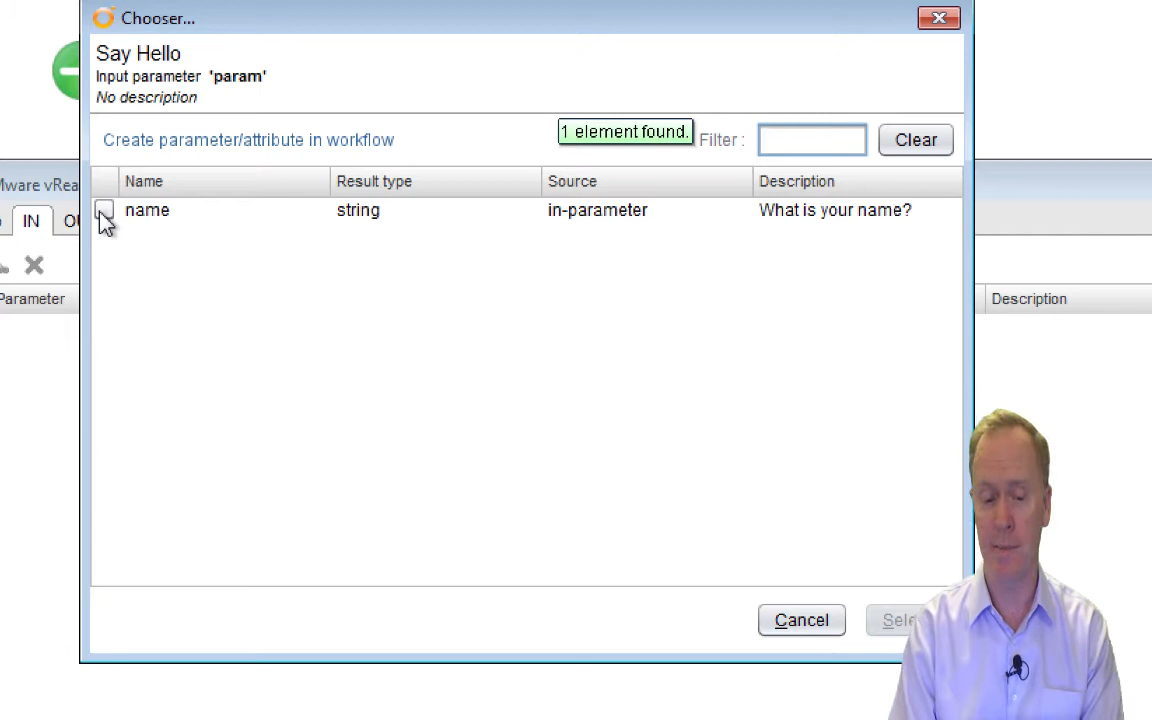 Chooser...
Say Hello
Input parameter 'param'
No description
Create parameter/attribute in workflow
1 element found.
Filter :
Clear
Name Result type Source Description
name string in-parameter What is your name?
IN
Parameter
Description
Cancel